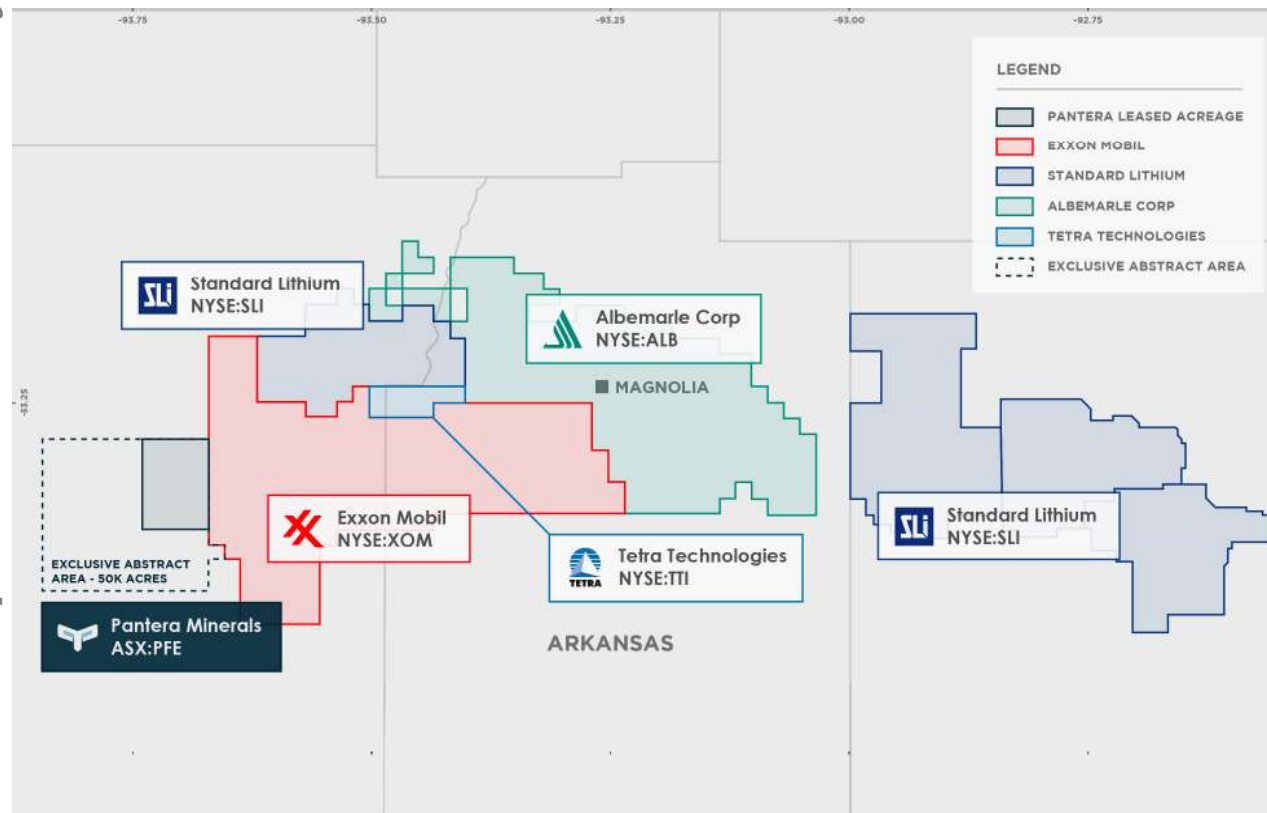 -93.75
-93.50
-93.25
-93.00
-92.75
LEGEND
PANTERA LEASED ACREAGE
EXXON MOBIL
STANDARD LITHIUM
ALBEMARLE CORP
TETRA TECHNOLOGIES
EXCLUSIVE ABSTRACT AREA
SLi
Standard Lithium
NYSE:SLI
Albemarle Corp
NYSE:ALB
MAGNOLIA
-93.25
Exxon Mobil
NYSE:XOM
SLi
Standard Lithium
NYSE:SLI
TETRA
Tetra Technologies
NYSE:TTI
EXCLUSIVE ABSTRACT
AREA - 50K ACRES
Pantera Minerals
ASX:PFE
ARKANSAS